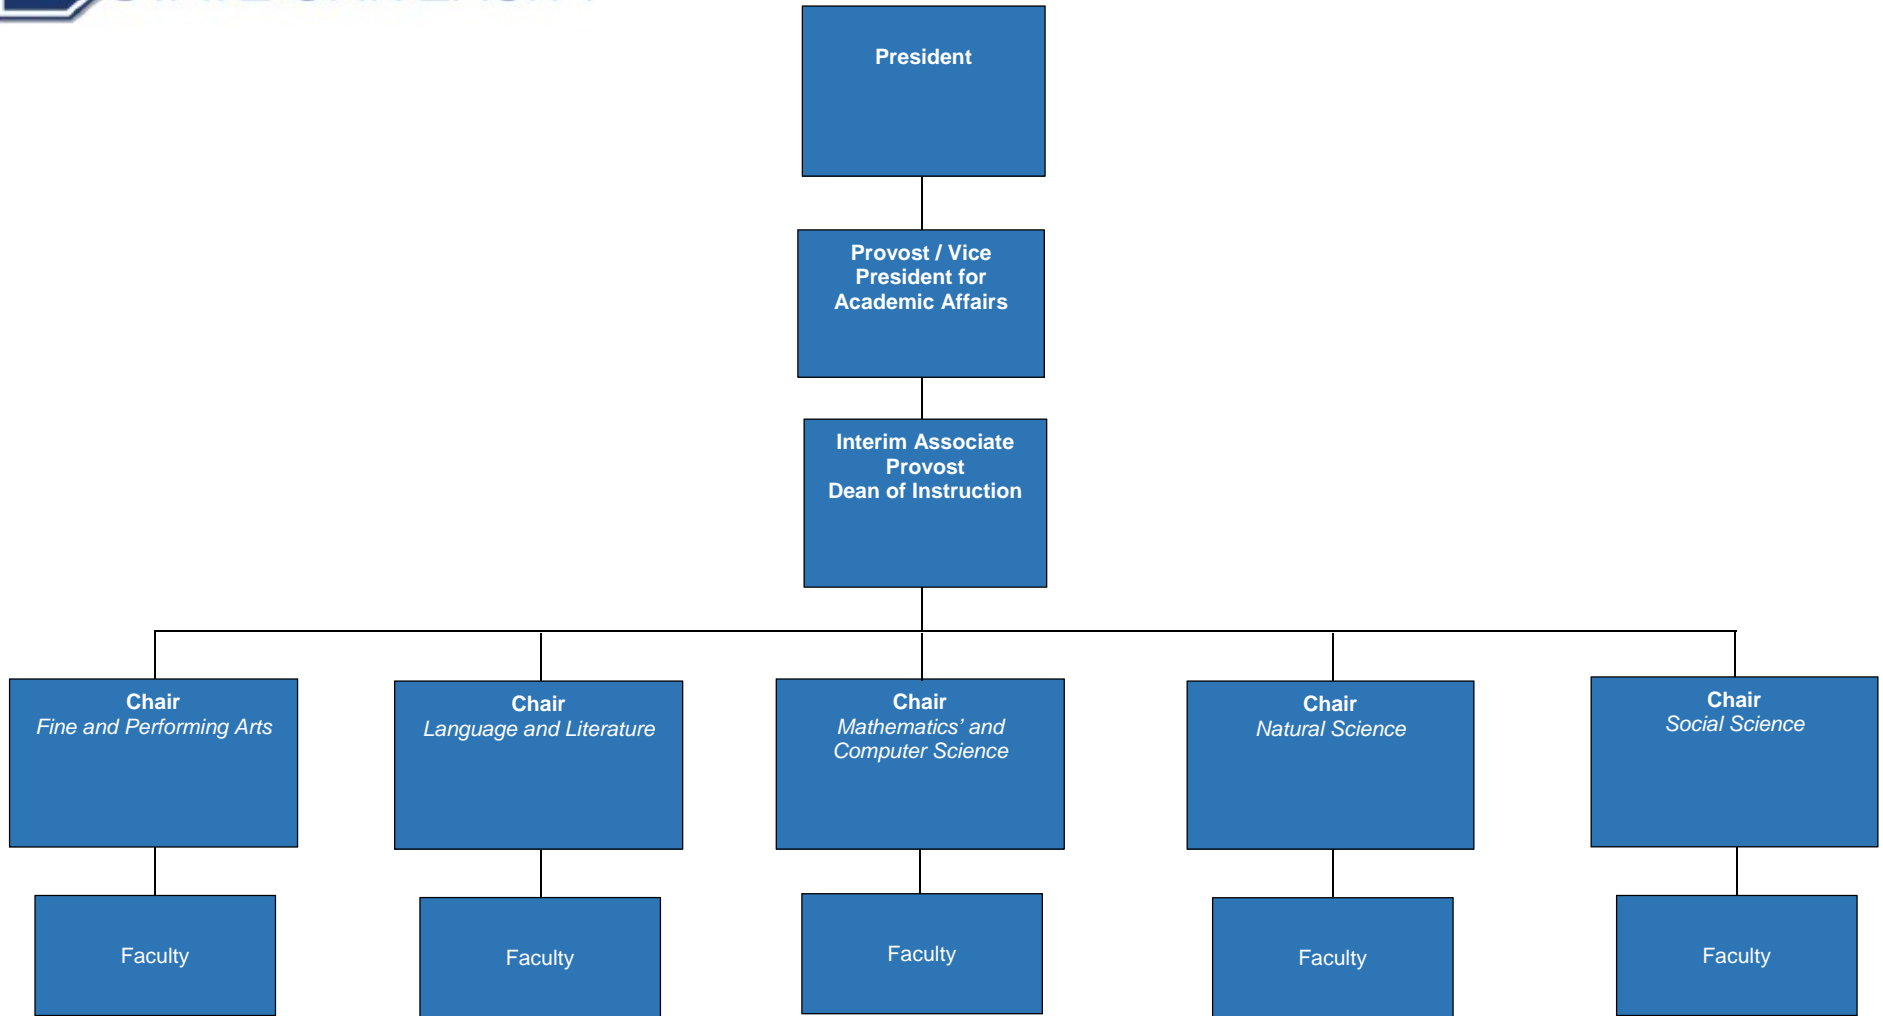 President
Provost / Vice
President for
Academic Affairs
Interim Associate
Provost
Dean of Instruction
Chair
Fine and Performing Arts
Chair
Language and Literature
Chair
Mathematics’ and
Computer Science
Chair
Natural Science
Chair
Social Science
Faculty
Faculty
Faculty
Faculty
Faculty